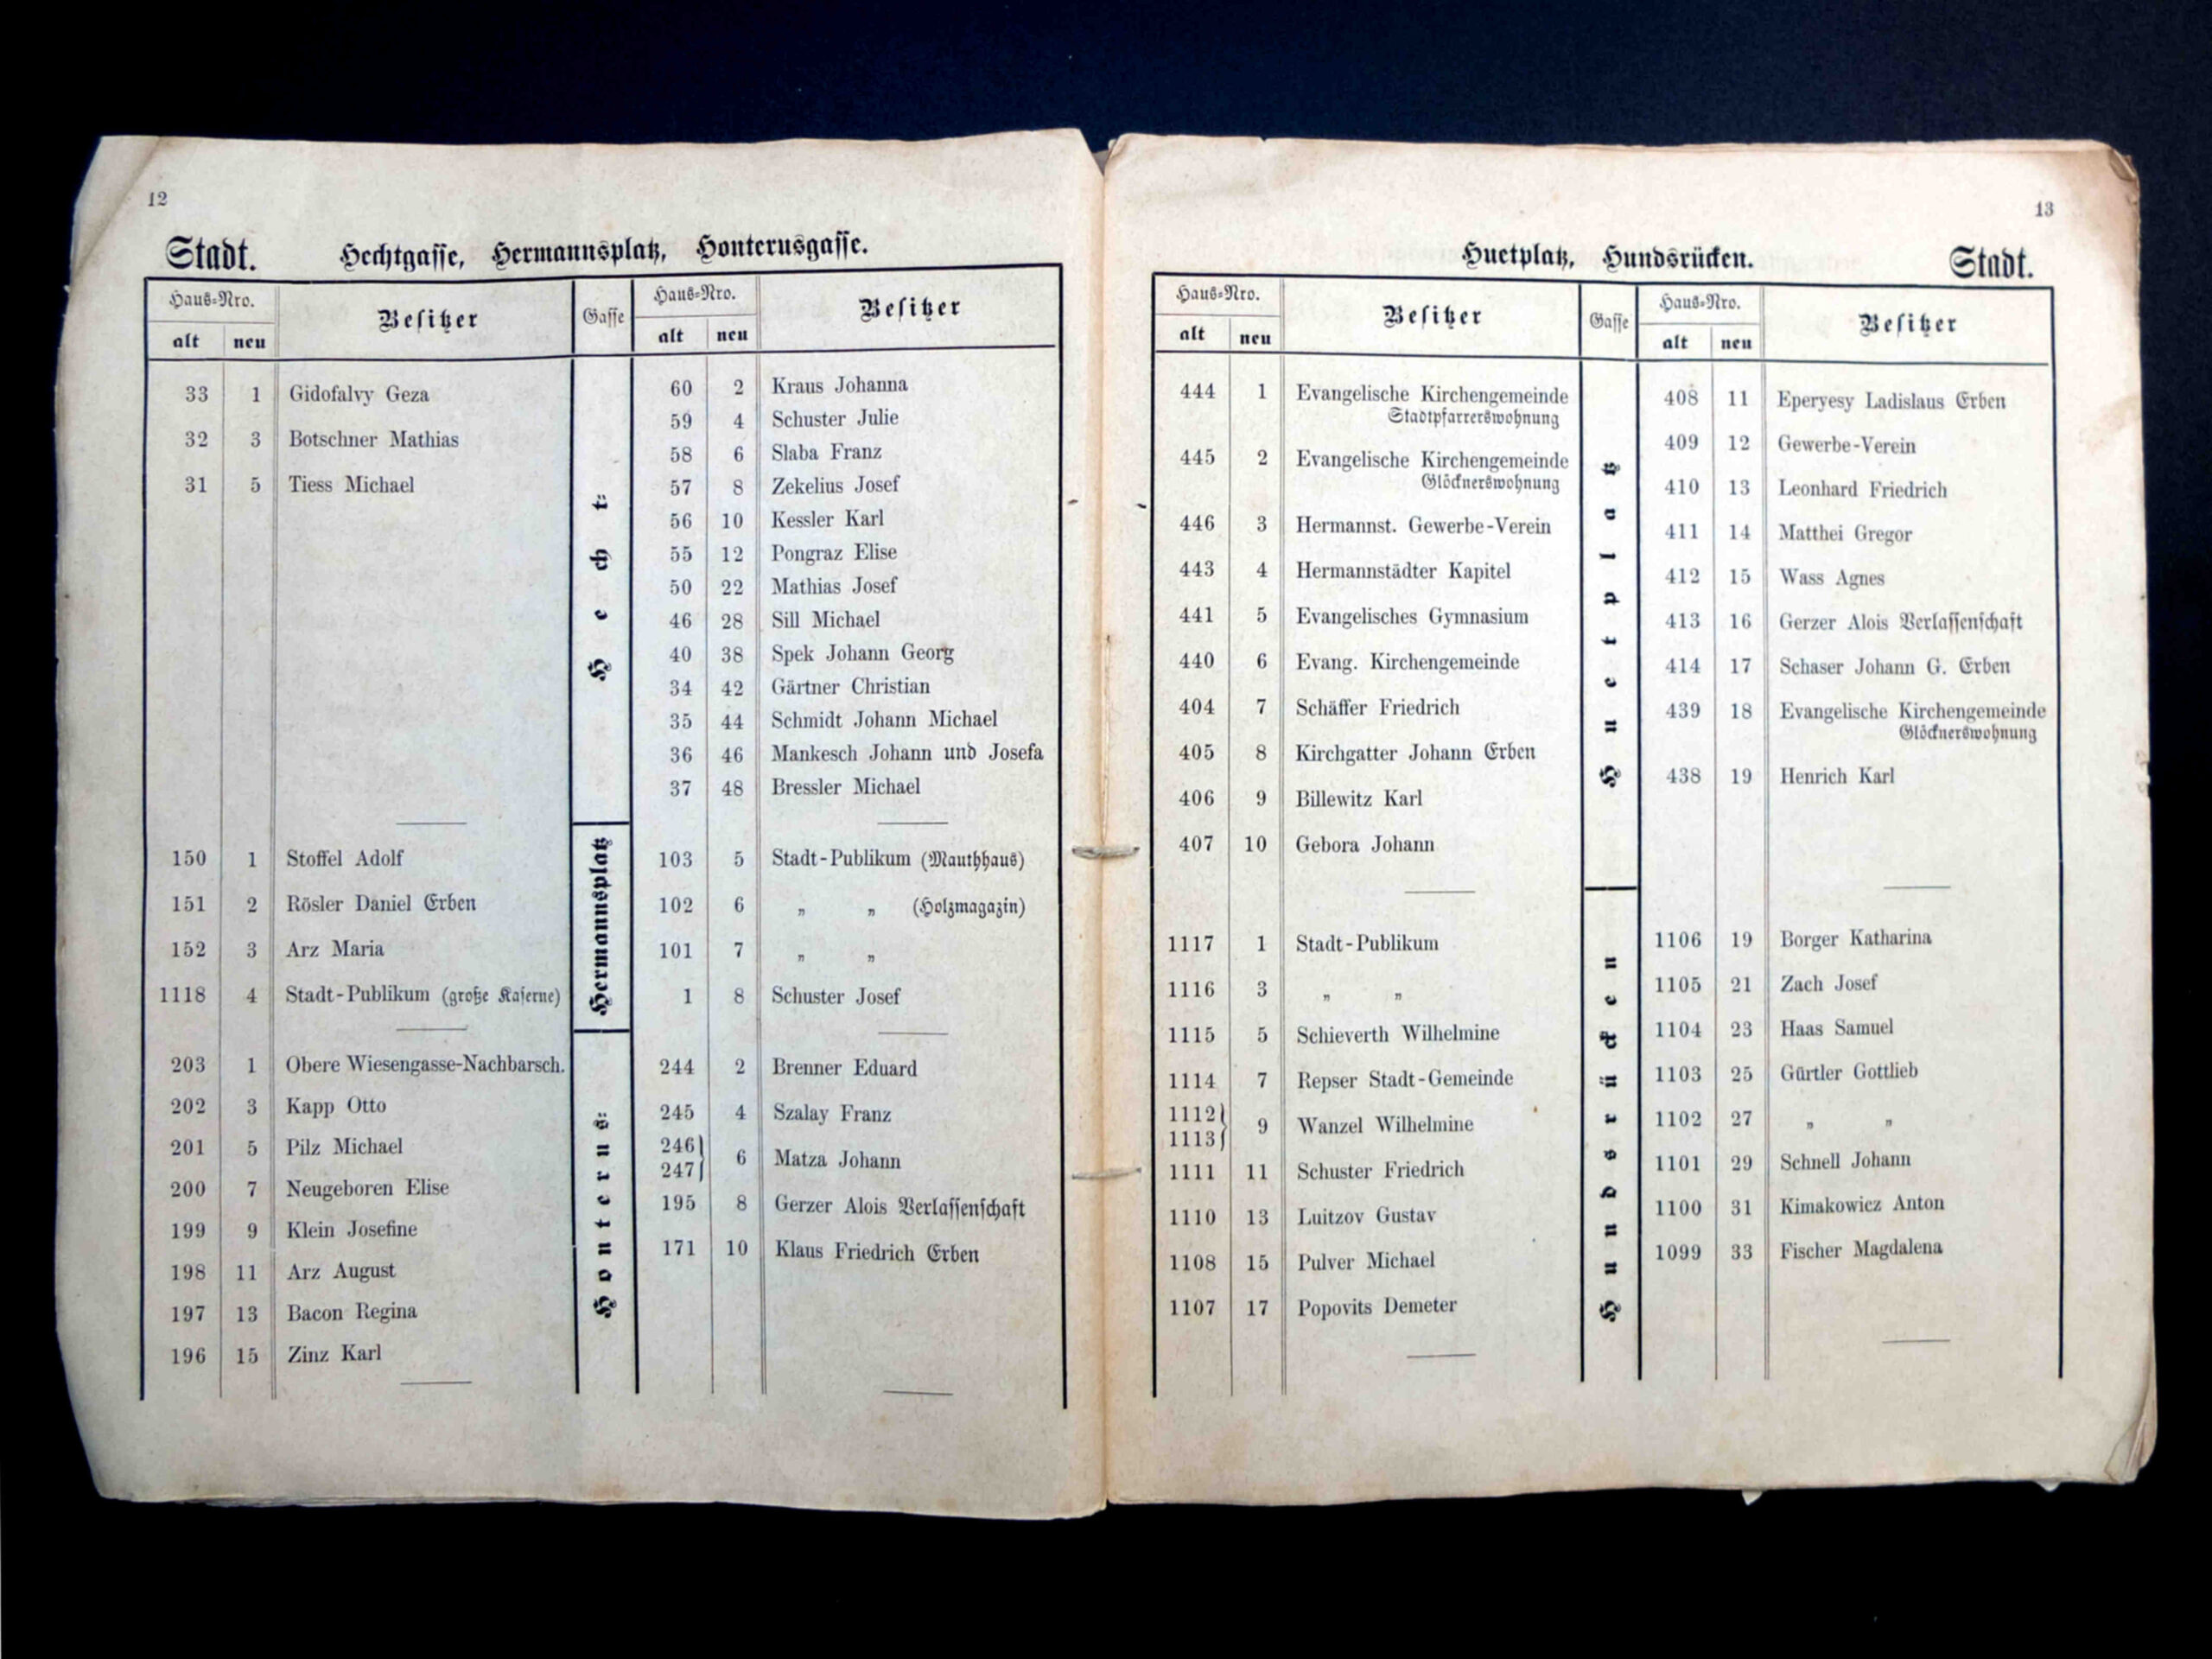 12
Stadt. Hechtgasse, Hermannsplatz, Honterusgasse.
Haus-Nro. Besitzer Gasse Haus-Nro. Besitzer
alt neu alt neu
Hecht-
33 1 Gidofalvy Geza
32 3 Botschner Mathias
31 5 Tiess Michael
60 2 Kraus Johanna
59 4 Schuster Julie
58 6 Slaba Franz
57 8 Zekelius Josef
56 10 Kessler Karl
55 12 Pongraz Elise
50 22 Mathias Josef
46 28 Sill Michael
40 38 Spek Johann Georg
34 42 Gärtner Christian
35 44 Schmidt Johann Michael
36 46 Mankesch Johann und Josefa
37 48 Bressler Michael
Hermannsplatz
150 1 Stoffel Adolf
151 2 Rösler Daniel Erben
152 3 Arz Maria
1118 4 Stadt-Publikum (große Kaserne)
103 5 Stadt-Publikum (Mauthhaus)
102 6 „ „ (Holzmagazin)
101 7 „ „
1 8 Schuster Josef
Honterus-
203 1 Obere Wiesengasse-Nachbarsch.
202 3 Kapp Otto
201 5 Pilz Michael
200 7 Neugeboren Elise
199 9 Klein Josefine
198 11 Arz August
197 13 Bacon Regina
196 15 Zinz Karl
244 2 Brenner Eduard
245 4 Szalay Franz
246}
247} 6 Matza Johann
195 8 Gerzer Alois Verlassenschaft
171 10 Klaus Friedrich Erben
13
Huetplatz, Hundsrücken. Stadt.
Haus-Nro. Besitzer Gasse Haus-Nro. Besitzer
alt neu alt neu
Huetplatz
444 1 Evangelische Kirchengemeinde
Stadtpfarrerswohnung
445 2 Evangelische Kirchengemeinde
Glöcknerswohnung
446 3 Hermannst. Gewerbe-Verein
443 4 Hermannstädter Kapitel
441 5 Evangelisches Gymnasium
440 6 Evang. Kirchengemeinde
404 7 Schäffer Friedrich
405 8 Kirchgatter Johann Erben
406 9 Billewitz Karl
407 10 Gebora Johann
408 11 Eperyesy Ladislaus Erben
409 12 Gewerbe-Verein
410 13 Leonhard Friedrich
411 14 Matthei Gregor
412 15 Wass Agnes
413 16 Gerzer Alois Verlassenschaft
414 17 Schaser Johann G. Erben
439 18 Evangelische Kirchengemeinde
Glöcknerswohnung
438 19 Henrich Karl
Hundsrücken
1117 1 Stadt-Publikum
1116 3 „ „
1115 5 Schieverth Wilhelmine
1114 7 Repser Stadt-Gemeinde
1112}
1113} 9 Wanzel Wilhelmine
1111 11 Schuster Friedrich
1110 13 Luitzov Gustav
1108 15 Pulver Michael
1107 17 Popovits Demeter
1106 19 Borger Katharina
1105 21 Zach Josef
1104 23 Haas Samuel
1103 25 Gürtler Gottlieb
1102 27 „ „
1101 29 Schnell Johann
1100 31 Kimakowicz Anton
1099 33 Fischer Magdalena